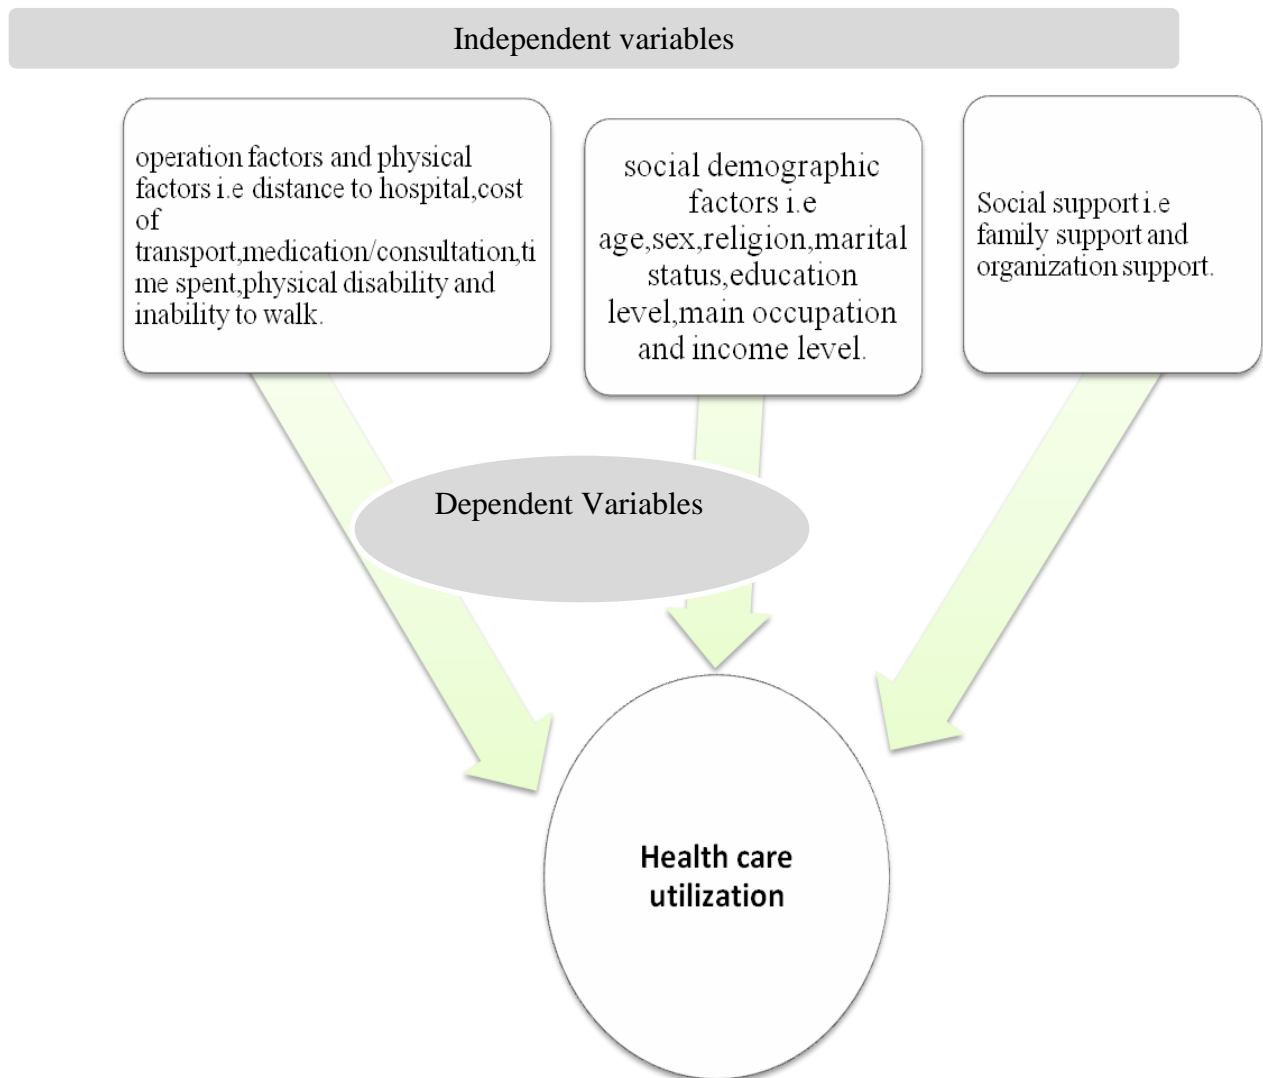 Independent variables
operation factors and physical
factors i.e distance to hospital,cost
of
transport,medication/consultation,ti
me spent,physical disability and
inability to walk.
social demographic
factors i.e
age,sex,religion,marital
status,education
level,main occupation
and income level.
Social support i.e
family support and
organization support.
Dependent Variables
Health care
utilization